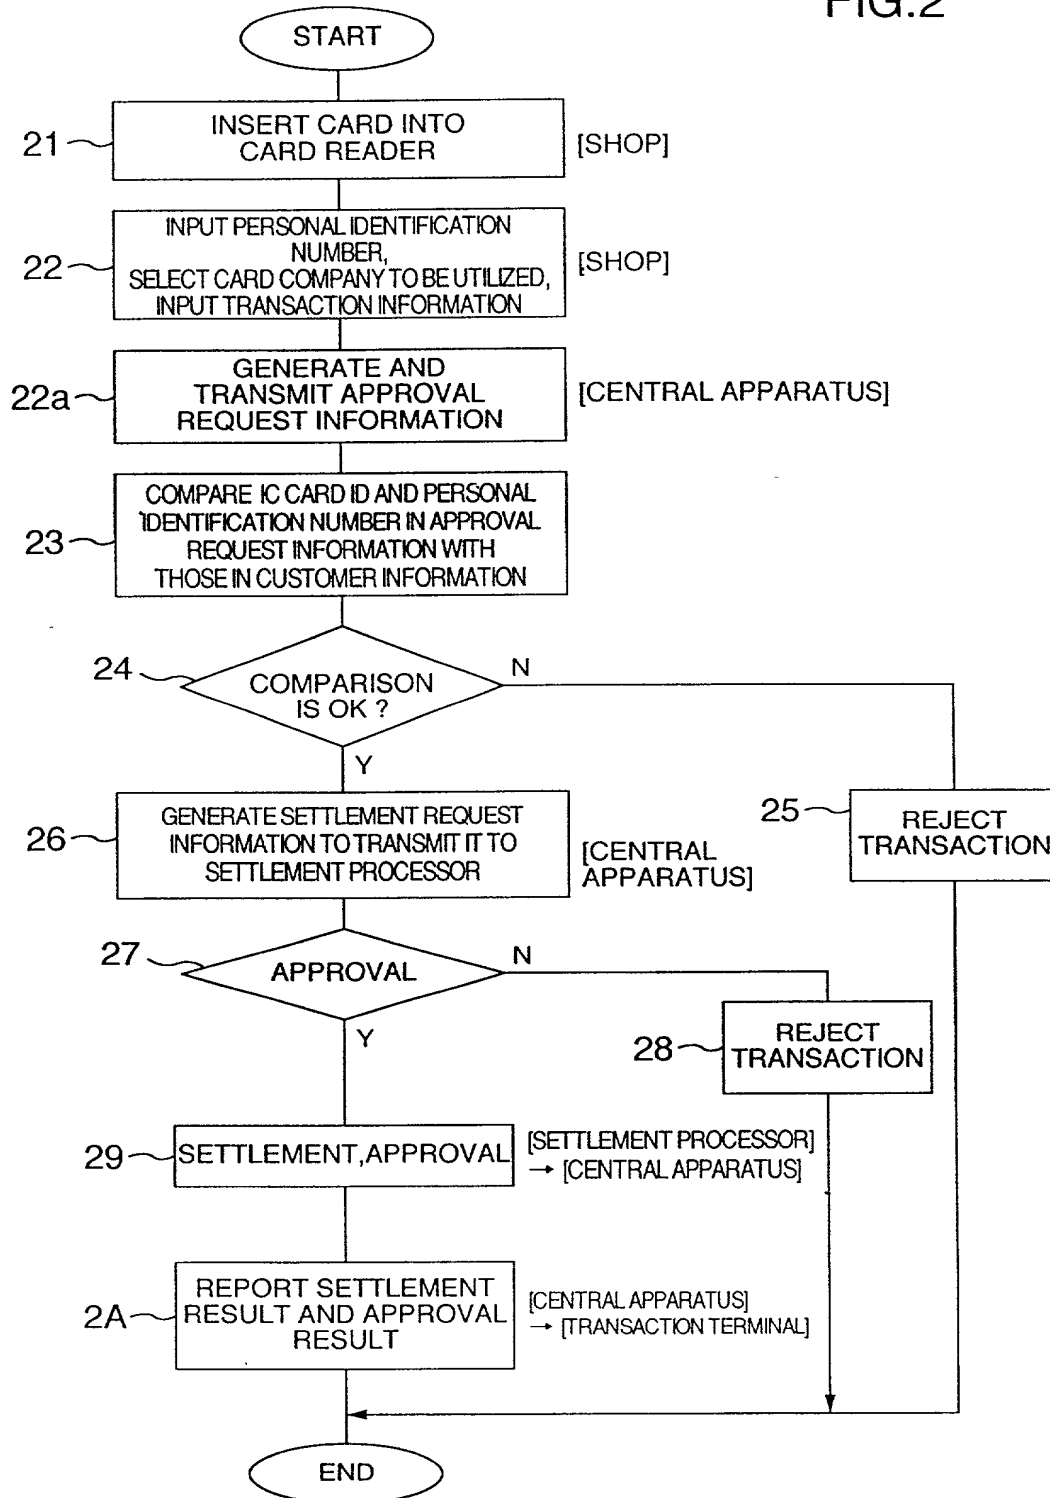 FIG.2
START
21
INSERT CARD INTO
CARD READER
[SHOP]
22
INPUT PERSONAL IDENTIFICATION
NUMBER,
SELECT CARD COMPANY TO BE UTILIZED,
INPUT TRANSACTION INFORMATION
[SHOP]
22a
GENERATE AND
TRANSMIT APPROVAL
REQUEST INFORMATION
[CENTRAL APPARATUS]
23
COMPARE IC CARD ID AND PERSONAL
IDENTIFICATION NUMBER IN APPROVAL
REQUEST INFORMATION WITH
THOSE IN CUSTOMER INFORMATION
24
COMPARISON
IS OK ?
N
Y
25
REJECT
TRANSACTION
26
GENERATE SETTLEMENT REQUEST
INFORMATION TO TRANSMIT IT TO
SETTLEMENT PROCESSOR
[CENTRAL
APPARATUS]
27
APPROVAL
N
Y
28
REJECT
TRANSACTION
29
SETTLEMENT,APPROVAL
[SETTLEMENT PROCESSOR]
→ [CENTRAL APPARATUS]
2A
REPORT SETTLEMENT
RESULT AND APPROVAL
RESULT
[CENTRAL APPARATUS]
→ [TRANSACTION TERMINAL]
END